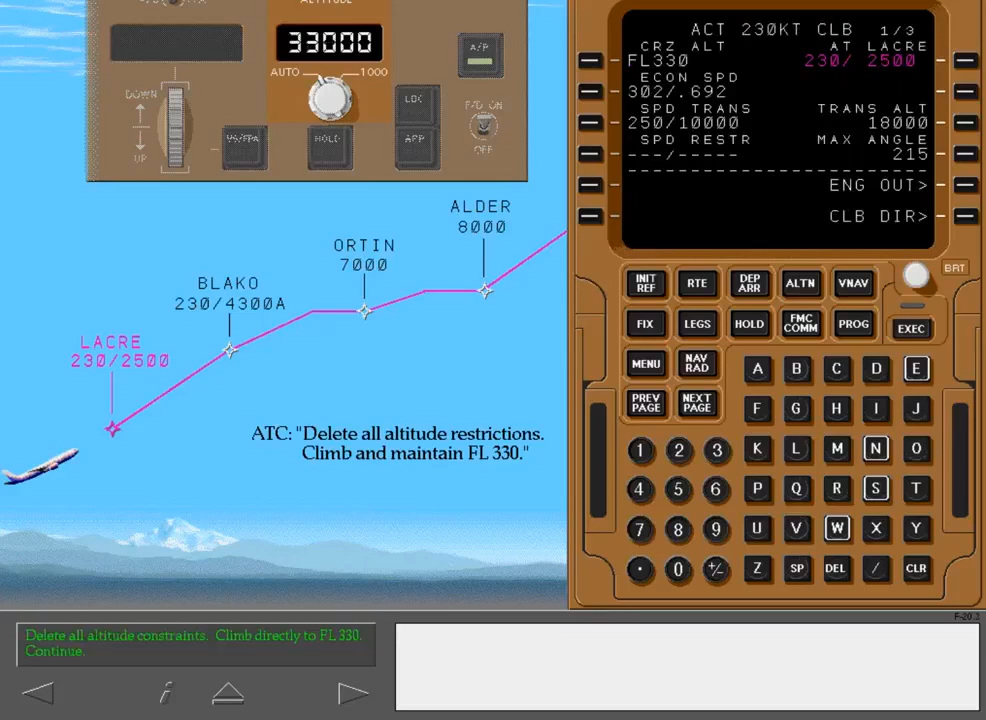 ALTITUDE
33000
AUTO
1000
A/P
DOWN
UP
VS/FPA
HOLD
LOC
APP
F/D ON
OFF
ACT 230KT CLB 1/3
CRZ ALT AT LACRE
FL330 230/ 2500
ECON SPD
302/.692
SPD TRANS TRANS ALT
250/10000 18000
SPD RESTR MAX ANGLE
---/----- 215
ENG OUT>
CLB DIR>
ALDER
8000
ORTIN
7000
BLAKO
230/4300A
LACRE
230/2500
ATC: "Delete all altitude restrictions.
Climb and maintain FL 330."
BRT
INIT REF
RTE
DEP ARR
ALTN
VNAV
FIX
LEGS
HOLD
FMC COMM
PROG
EXEC
MENU
NAV RAD
PREV PAGE
NEXT PAGE
A B C D E
F G H I J
K L M N O
P Q R S T
U V W X Y
Z SP DEL / CLR
1 2 3
4 5 6
7 8 9
. 0 +/-
F-20.3
Delete all altitude constraints. Climb directly to FL 330.
Continue.
i